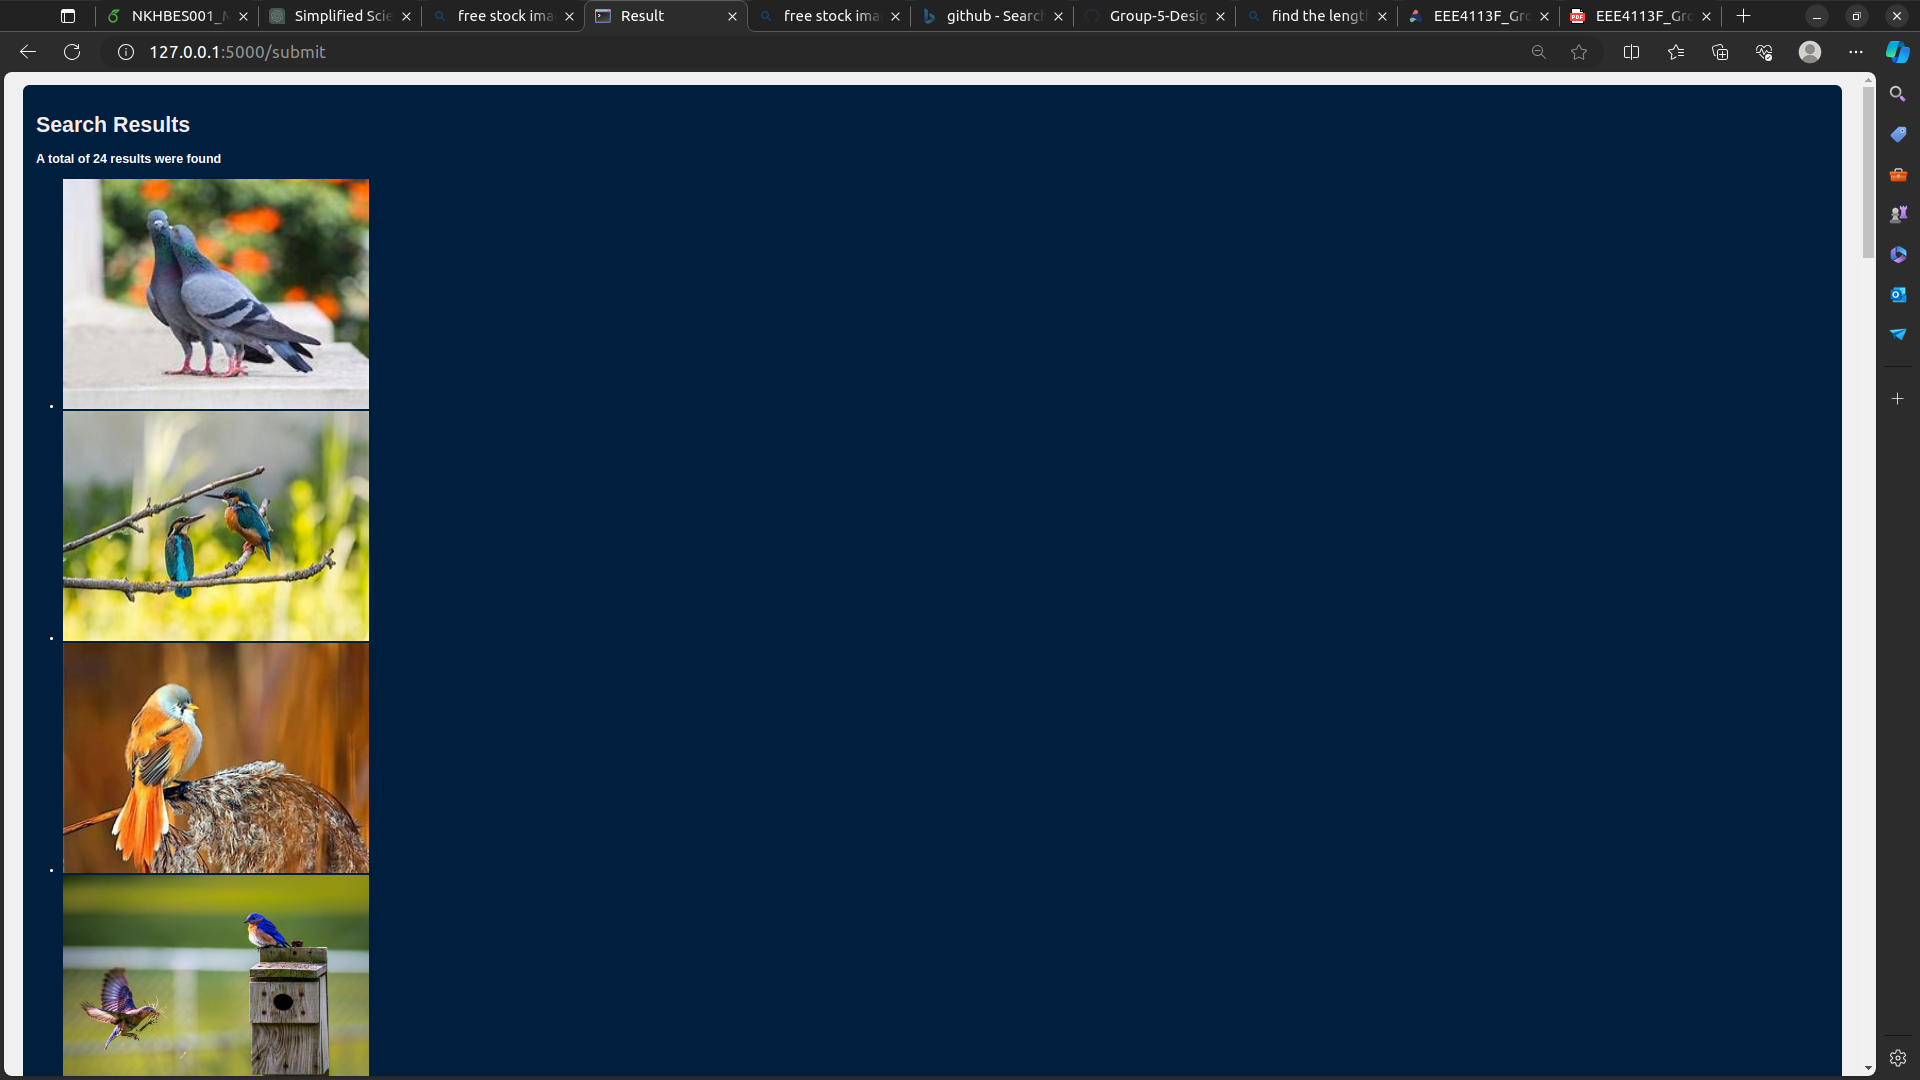 NKHBES001_
Simplified Scie
free stock ima
Result
free stock ima
github - Search
Group-5-Desig
find the length
EEE4113F_Gro
EEE4113F_Gro
127.0.0.1:5000/submit
Search Results
A total of 24 results were found